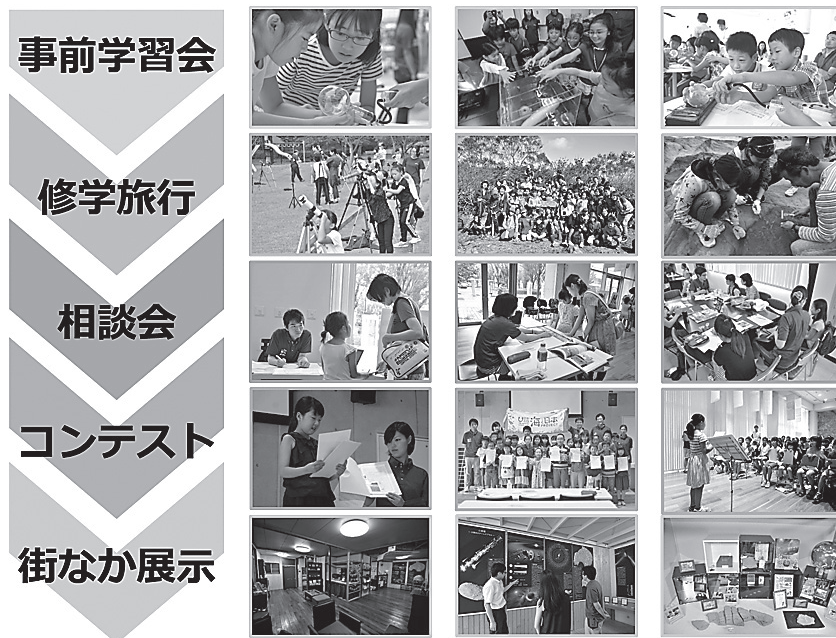 事前学習会
修学旅行
相談会
コンテスト
街なか展示